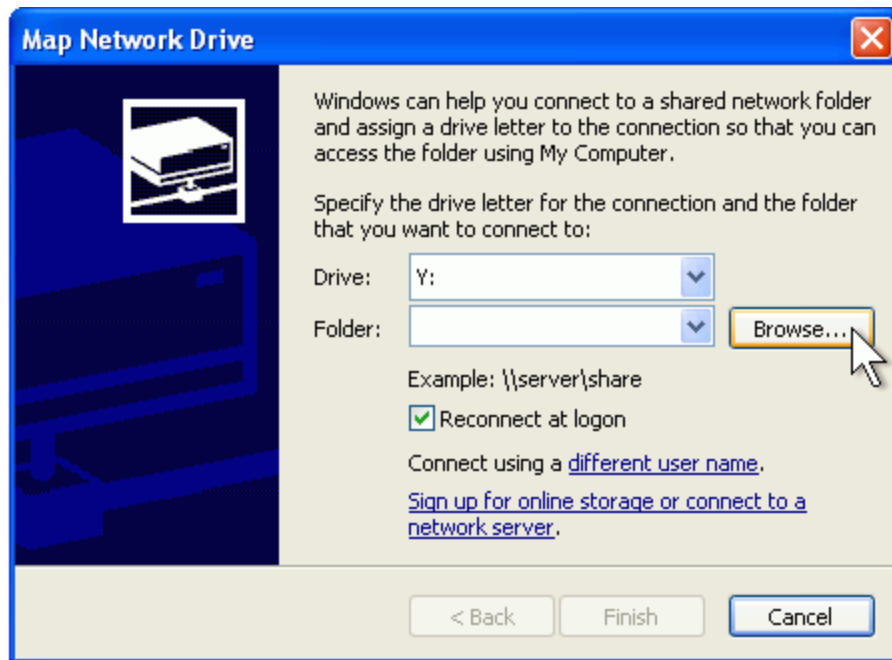 Map Network Drive
Windows can help you connect to a shared network folder
and assign a drive letter to the connection so that you can
access the folder using My Computer.
Specify the drive letter for the connection and the folder
that you want to connect to:
Drive: Y:
Folder: Browse...
Example: \\server\share
Reconnect at logon
Connect using a different user name.
Sign up for online storage or connect to a
network server.
< Back Finish Cancel